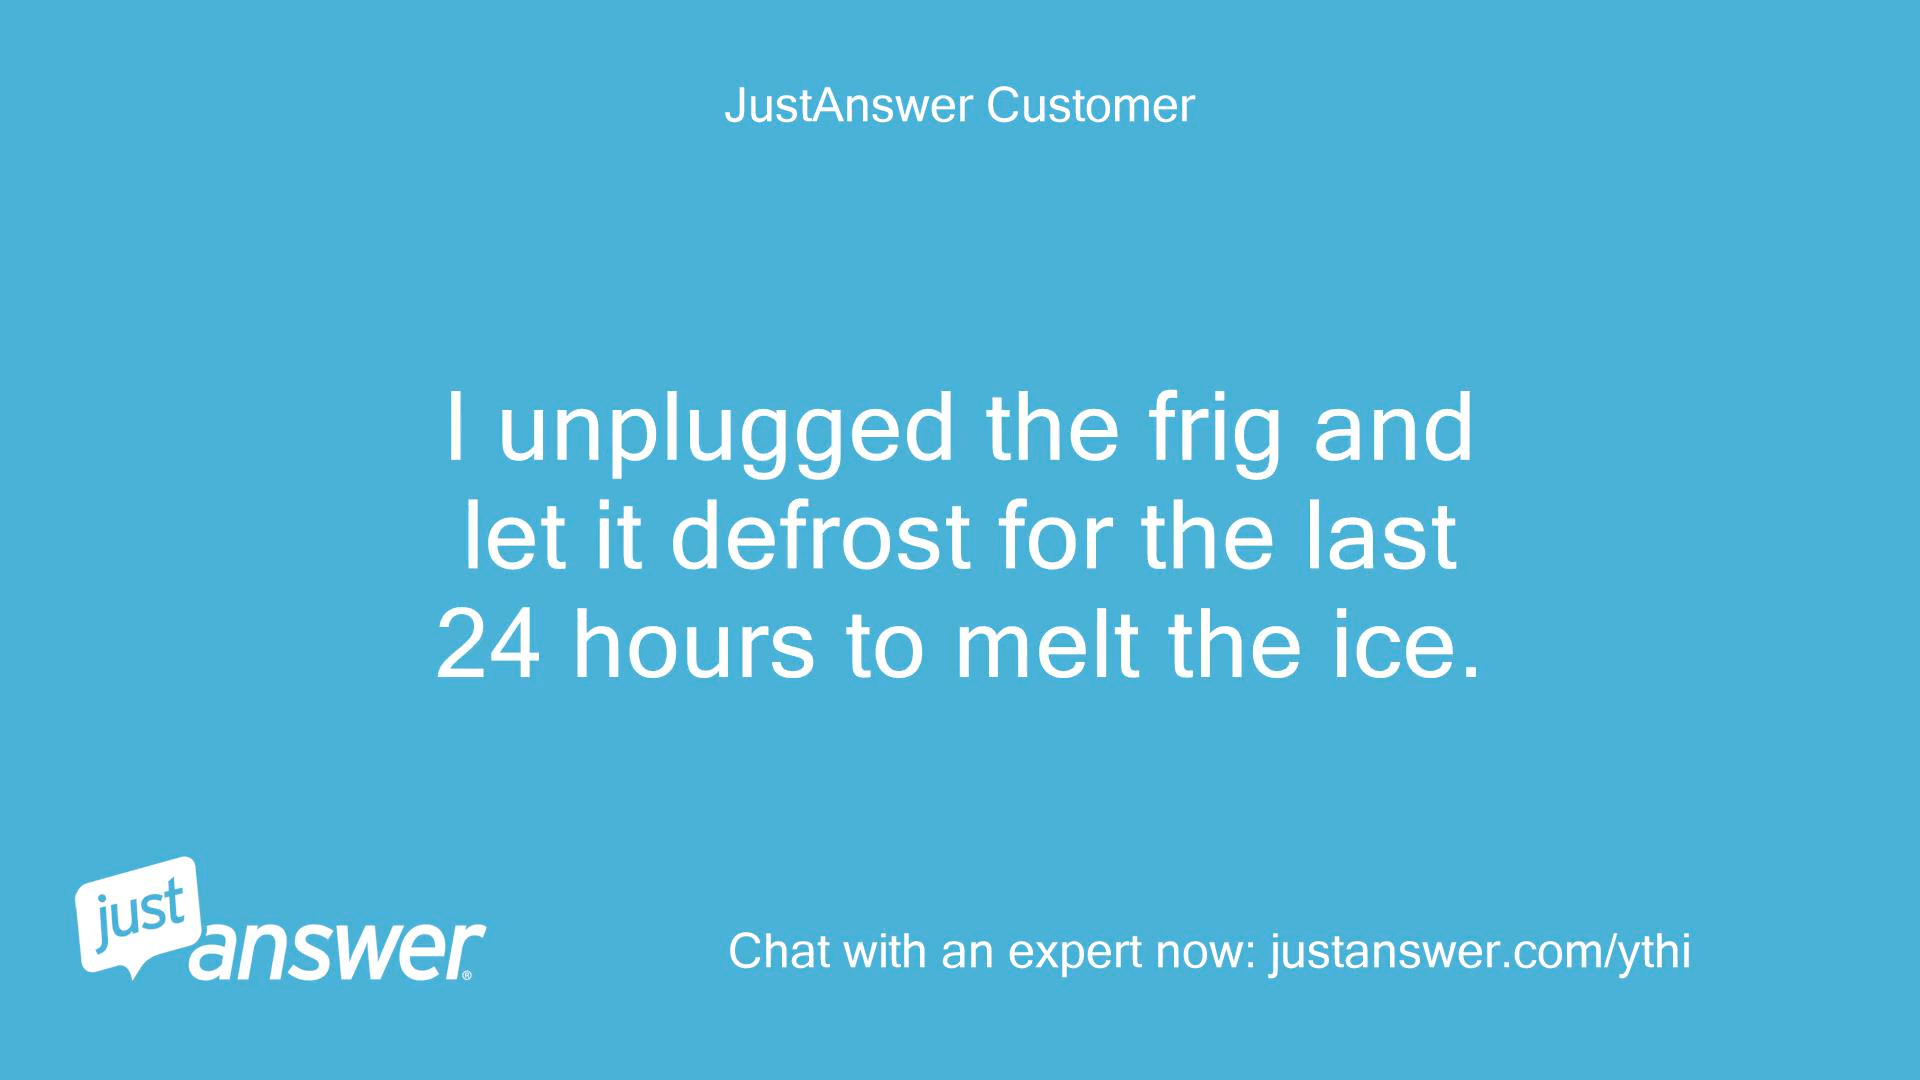 JustAnswer Customer
I unplugged the frig and
let it defrost for the last
24 hours to melt the ice.
just
answer®
Chat with an expert now: justanswer.com/ythi